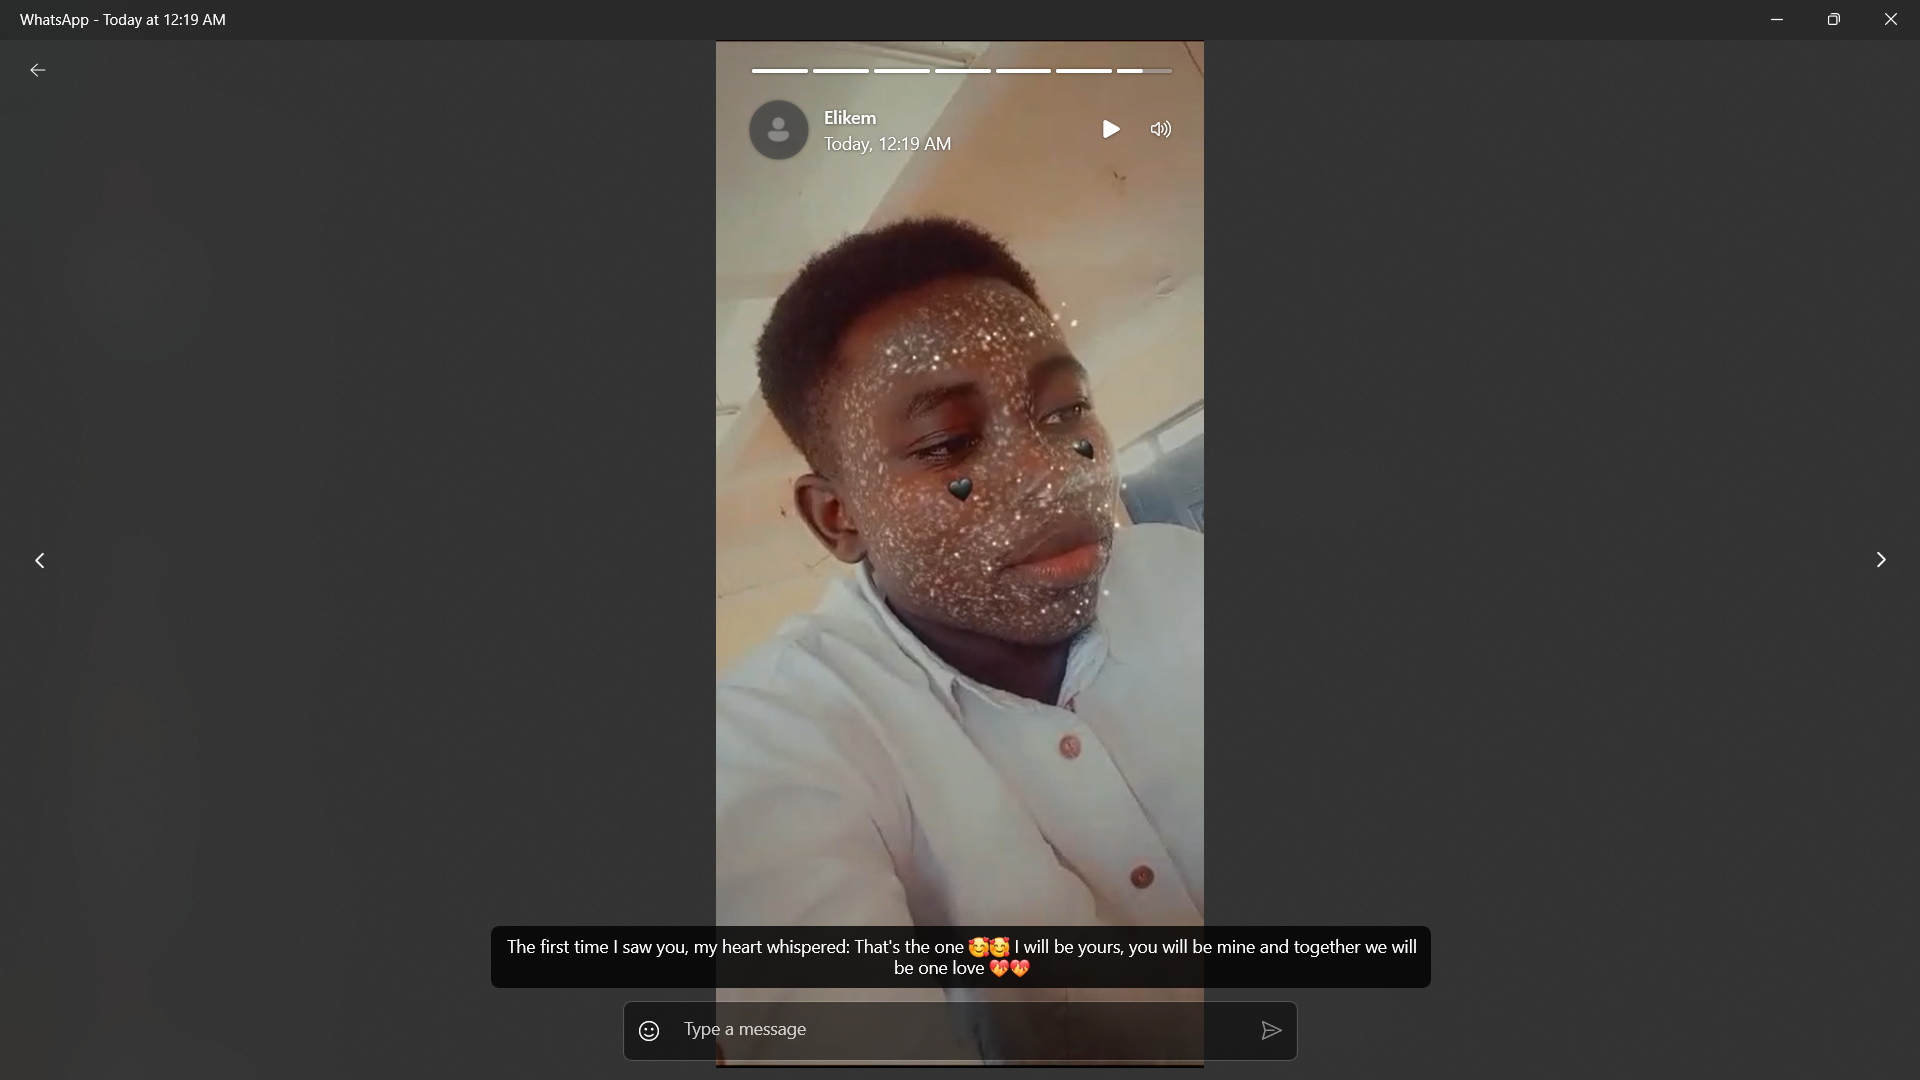 WhatsApp - Today at 12:19 AM
Elikem
Today, 12:19 AM
The first time I saw you, my heart whispered: That's the one 🥰🥰 I will be yours, you will be mine and together we will
be one love ❤️‍🔥❤️‍🔥
Type a message